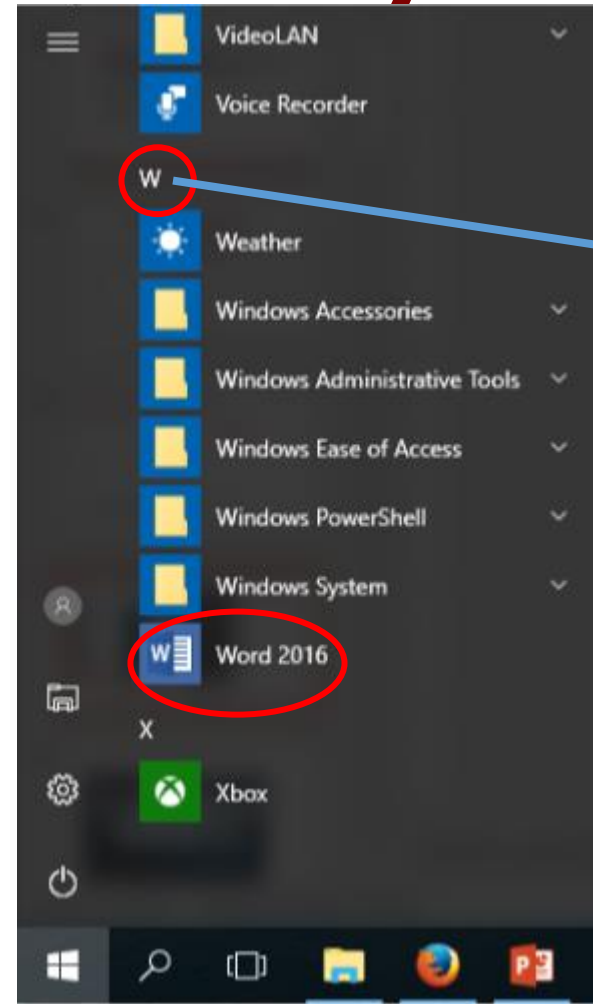 VideoLAN
Voice Recorder
W
Weather
Windows Accessories
Windows Administrative Tools
Windows Ease of Access
Windows PowerShell
Windows System
W Word 2016
X
Xbox
P